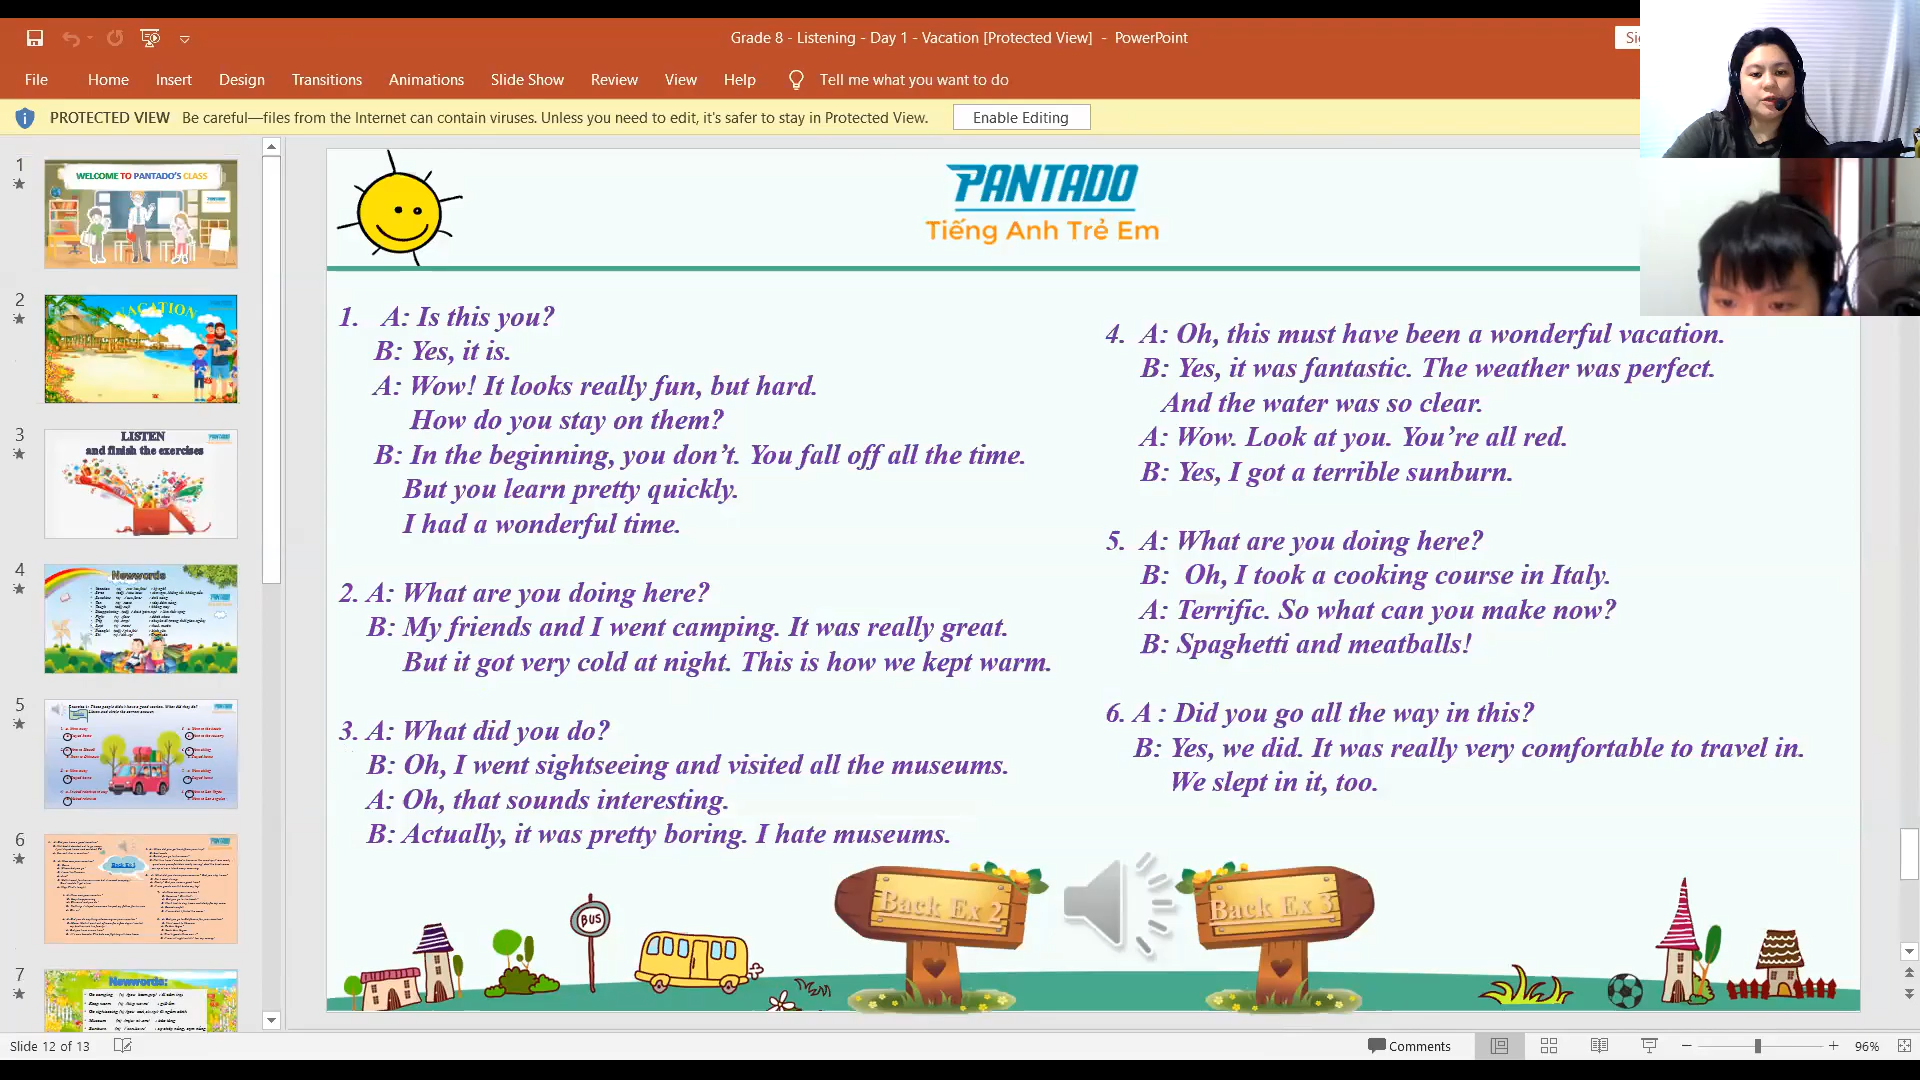 Grade 8 - Listening - Day 1 - Vacation [Protected View] - PowerPoint
File Home Insert Design Transitions Animations Slide Show Review View Help Tell me what you want to do
PROTECTED VIEW Be careful—files from the Internet can contain viruses. Unless you need to edit, it's safer to stay in Protected View. Enable Editing
1
WELCOME TO PANTADO'S CLASS
2
VACATION
3
LISTEN
and finish the exercises
4
Newwords
5
6
Back Ex 1
7
Newwords:
PANTADO
Tiếng Anh Trẻ Em
1. A: Is this you?
B: Yes, it is.
A: Wow! It looks really fun, but hard.
How do you stay on them?
B: In the beginning, you don't. You fall off all the time.
But you learn pretty quickly.
I had a wonderful time.
2. A: What are you doing here?
B: My friends and I went camping. It was really great.
But it got very cold at night. This is how we kept warm.
3. A: What did you do?
B: Oh, I went sightseeing and visited all the museums.
A: Oh, that sounds interesting.
B: Actually, it was pretty boring. I hate museums.
4. A: Oh, this must have been a wonderful vacation.
B: Yes, it was fantastic. The weather was perfect.
And the water was so clear.
A: Wow. Look at you. You're all red.
B: Yes, I got a terrible sunburn.
5. A: What are you doing here?
B: Oh, I took a cooking course in Italy.
A: Terrific. So what can you make now?
B: Spaghetti and meatballs!
6. A : Did you go all the way in this?
B: Yes, we did. It was really very comfortable to travel in.
We slept in it, too.
BUS
Back Ex 2
Back Ex 3
Slide 12 of 13
Comments
96%